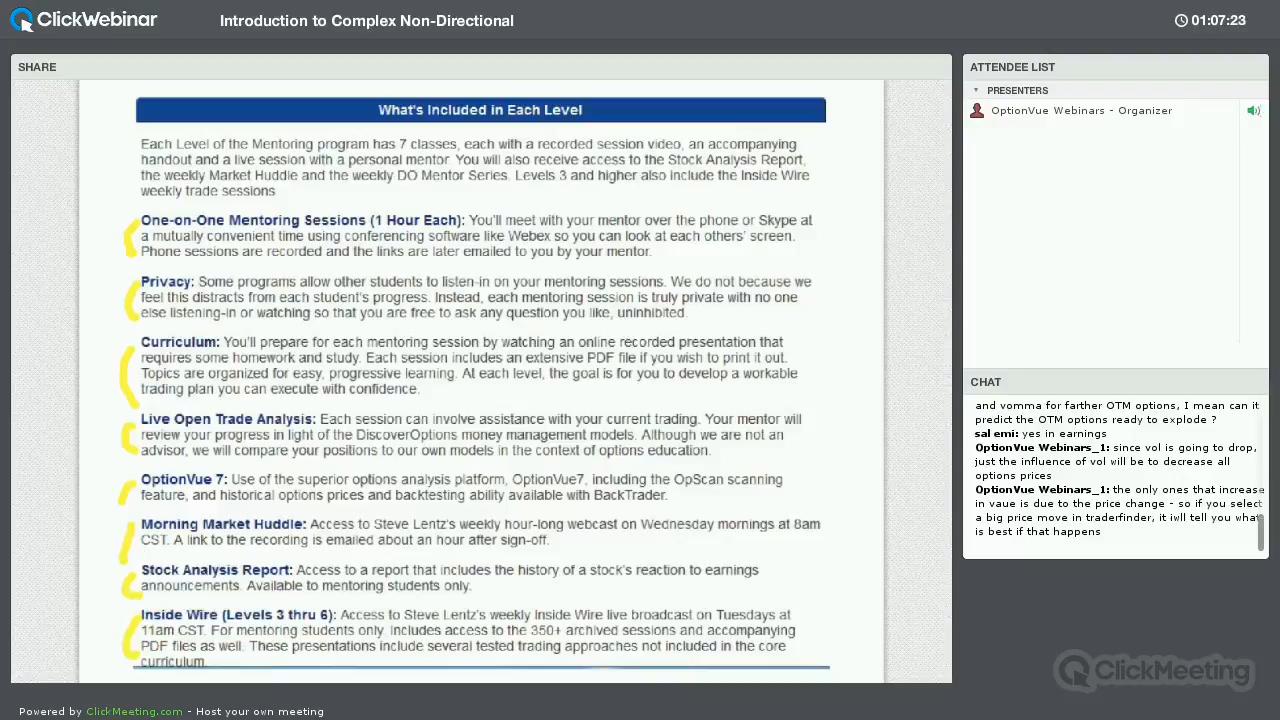 ClickWebinar
Introduction to Complex Non-Directional
01:07:23
SHARE
What's Included in Each Level
Each Level of the Mentoring program has 7 classes, each with a recorded session video, an accompanying
handout and a live session with a personal mentor. You will also receive access to the Stock Analysis Report,
the weekly Market Huddle and the weekly DO Mentor Series. Levels 3 and higher also include the Inside Wire
weekly trade sessions
One-on-One Mentoring Sessions (1 Hour Each): You'll meet with your mentor over the phone or Skype at
a mutually convenient time using conferencing software like Webex so you can look at each others' screen.
Phone sessions are recorded and the links are later emailed to you by your mentor.
Privacy: Some programs allow other students to listen-in on your mentoring sessions. We do not because we
feel this distracts from each student's progress. Instead, each mentoring session is truly private with no one
else listening-in or watching so that you are free to ask any question you like, uninhibited.
Curriculum: You'll prepare for each mentoring session by watching an online recorded presentation that
requires some homework and study. Each session includes an extensive PDF file if you wish to print it out.
Topics are organized for easy, progressive learning. At each level, the goal is for you to develop a workable
trading plan you can execute with confidence.
Live Open Trade Analysis: Each session can involve assistance with your current trading. Your mentor will
review your progress in light of the DiscoverOptions money management models. Although we are not an
advisor, we will compare your positions to our own models in the context of options education.
OptionVue 7: Use of the superior options analysis platform, OptionVue7, including the OpScan scanning
feature, and historical options prices and backtesting ability available with BackTrader.
Morning Market Huddle: Access to Steve Lentz's weekly hour-long webcast on Wednesday mornings at 8am
CST. A link to the recording is emailed about an hour after sign-off.
Stock Analysis Report: Access to a report that includes the history of a stock's reaction to earnings
announcements. Available to mentoring students only.
Inside Wire (Levels 3 thru 6): Access to Steve Lentz's weekly Inside Wire live broadcast on Tuesdays at
11am CST. For mentoring students only. Includes access to the 350+ archived sessions and accompanying
PDF files as well. These presentations include several tested trading approaches not included in the core
curriculum.
ATTENDEE LIST
PRESENTERS
OptionVue Webinars - Organizer
CHAT
and vomma for farther OTM options, I mean can it
predict the OTM options ready to explode ?
sal emi: yes in earnings
OptionVue Webinars_1: since vol is going to drop,
just the influence of vol will be to decrease all
options prices
OptionVue Webinars_1: the only ones that increase
in vaue is due to the price change - so if you select
a big price move in traderfinder, it iwll tell you what
is best if that happens
ClickMeeting
Powered by ClickMeeting.com - Host your own meeting